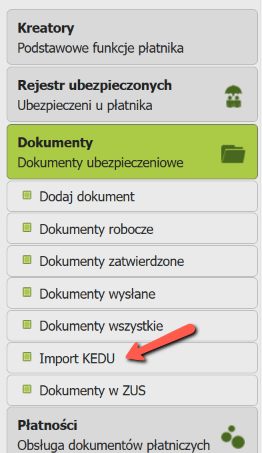 Kreatory
Podstawowe funkcje płatnika
Rejestr ubezpieczonych
Ubezpieczeni u płatnika
Dokumenty
Dokumenty ubezpieczeniowe
Dodaj dokument
Dokumenty robocze
Dokumenty zatwierdzone
Dokumenty wysłane
Dokumenty wszystkie
Import KEDU
Dokumenty w ZUS
Płatności
Obsługa dokumentów płatniczych